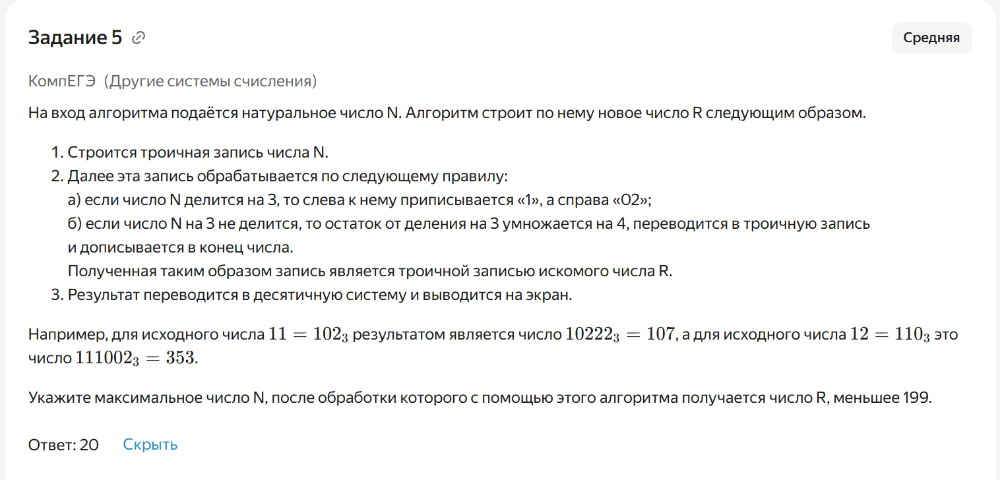 Задание 5
Средняя
КомпЕГЭ (Другие системы счисления)
На вход алгоритма подаётся натуральное число N. Алгоритм строит по нему новое число R следующим образом.
1. Строится троичная запись числа N.
2. Далее эта запись обрабатывается по следующему правилу:
а) если число N делится на 3, то слева к нему приписывается «1», а справа «02»;
б) если число N на 3 не делится, то остаток от деления на 3 умножается на 4, переводится в троичную запись
и дописывается в конец числа.
Полученная таким образом запись является троичной записью искомого числа R.
3. Результат переводится в десятичную систему и выводится на экран.
Например, для исходного числа 11 = 102₃ результатом является число 10222₃ = 107, а для исходного числа 12 = 110₃ это
число 111002₃ = 353.
Укажите максимальное число N, после обработки которого с помощью этого алгоритма получается число R, меньшее 199.
Ответ: 20 Скрыть